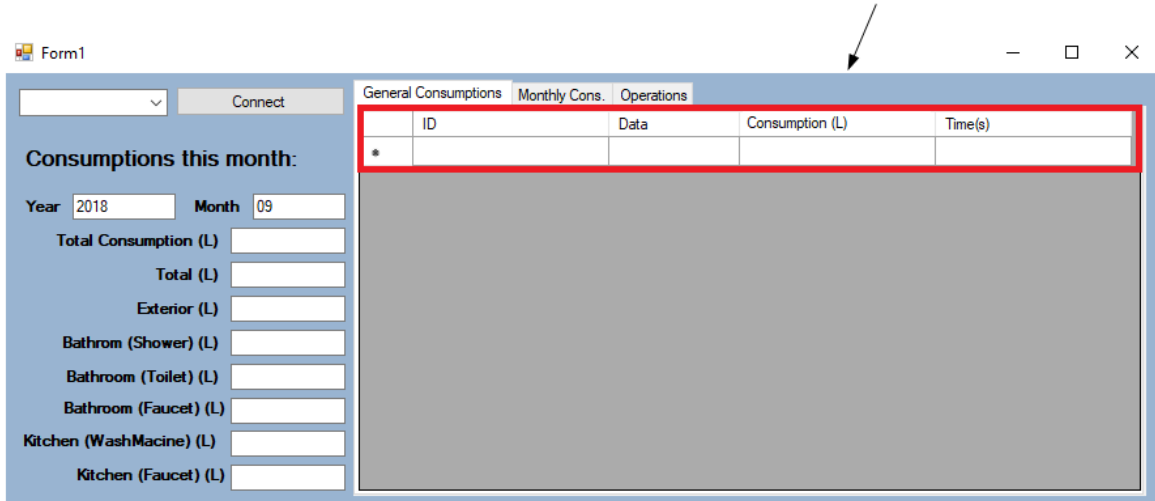 Form1
Connect
General Consumptions Monthly Cons. Operations
ID Data Consumption (L) Time(s)
Consumptions this month:
Year 2018 Month 09
Total Consumption (L)
Total (L)
Exterior (L)
Bathrom (Shower) (L)
Bathroom (Toilet) (L)
Bathroom (Faucet) (L)
Kitchen (WashMacine) (L)
Kitchen (Faucet) (L)